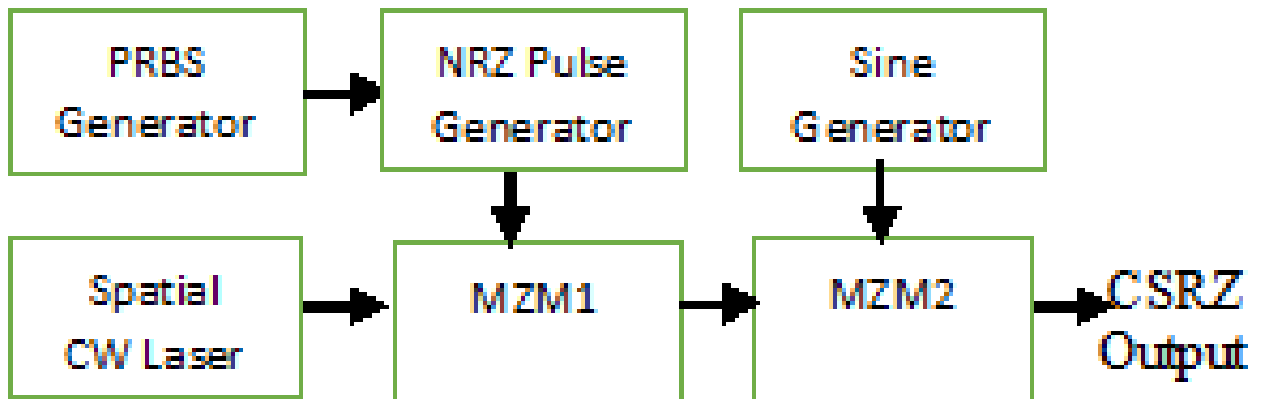 PRBS
Generator
NRZ Pulse
Generator
Sine
Generator
Spatial
CW Laser
MZM1
MZM2
CSRZ
Output